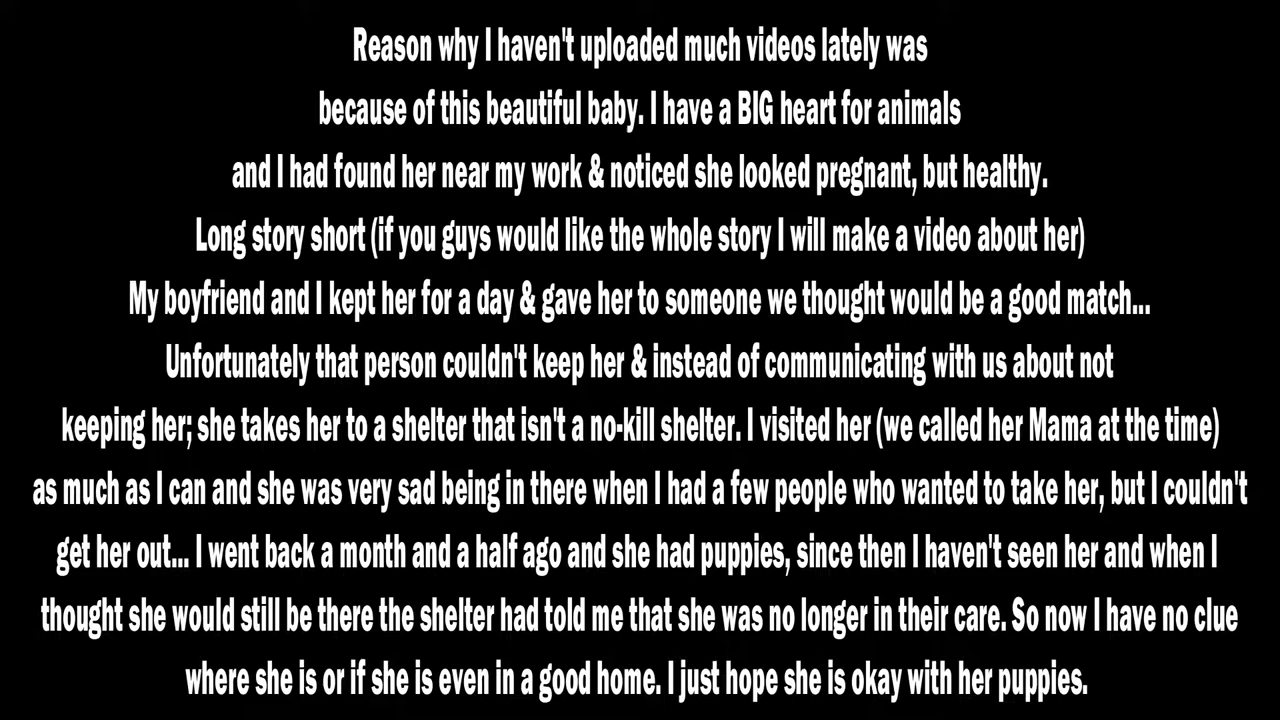 Reason why I haven't uploaded much videos lately was
because of this beautiful baby. I have a BIG heart for animals
and I had found her near my work & noticed she looked pregnant, but healthy.
Long story short (if you guys would like the whole story I will make a video about her)
My boyfriend and I kept her for a day & gave her to someone we thought would be a good match...
Unfortunately that person couldn't keep her & instead of communicating with us about not
keeping her; she takes her to a shelter that isn't a no-kill shelter. I visited her (we called her Mama at the time)
as much as I can and she was very sad being in there when I had a few people who wanted to take her, but I couldn't
get her out... I went back a month and a half ago and she had puppies, since then I haven't seen her and when I
thought she would still be there the shelter had told me that she was no longer in their care. So now I have no clue
where she is or if she is even in a good home. I just hope she is okay with her puppies.